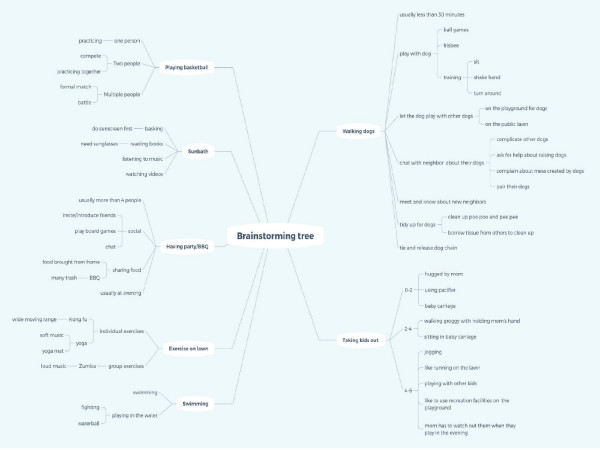 Brainstorming tree
Playing basketball
one person
practicing
Two people
compete
practicing together
Multiple people
formal match
battle
Sunbath
basking
do sunscreen first
reading books
need sunglasses
listening to music
watching videos
Having party/BBQ
usually more than 4 people
social
invite/introduce friends
play board games
chat
sharing food
food brought from home
BBQ
many trash
usually at evening
Exercise on lawn
individual exercises
Kong fu
wide moving range
yoga
soft music
yoga mat
group exercises
Zumba
loud music
Swimming
swimming
playing in the water
fighting
waterball
Walking dogs
usually less than 30 minutes
play with dog
ball games
frisbee
training
sit
shake hand
turn around
let the dog play with other dogs
on the playground for dogs
on the public lawn
chat with neighbor about their dogs
complicate other dogs
ask for help about raising dogs
complain about mess created by dogs
pair their dogs
meet and know about new neighbors
tidy up for dogs
clean up poo poo and pee pee
borrow tissue from others to clean up
tie and release dog chain
Taking kids out
0-2
hugged by mom
using pacifier
baby carriage
2-4
walking groggy with holding mom's hand
sitting in baby carriage
4-6
jogging
like running on the lawn
playing with other kids
like to use recreation facilities on the
playground
mom has to watch out them when they
play in the evening